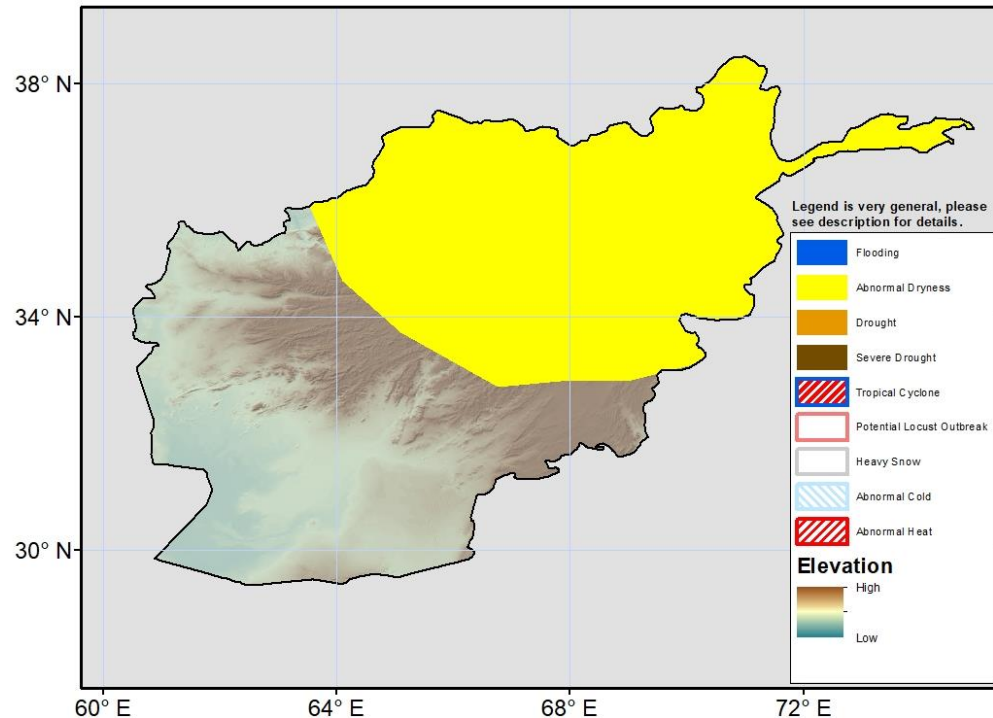 38° N
34° N
30° N
60° E
64° E
68° E
72° E
Legend is very general, please
see description for details.
Flooding
Abnormal Dryness
Drought
Severe Drought
Tropical Cyclone
Potential Locust Outbreak
Heavy Snow
Abnormal Cold
Abnormal Heat
Elevation
High
Low